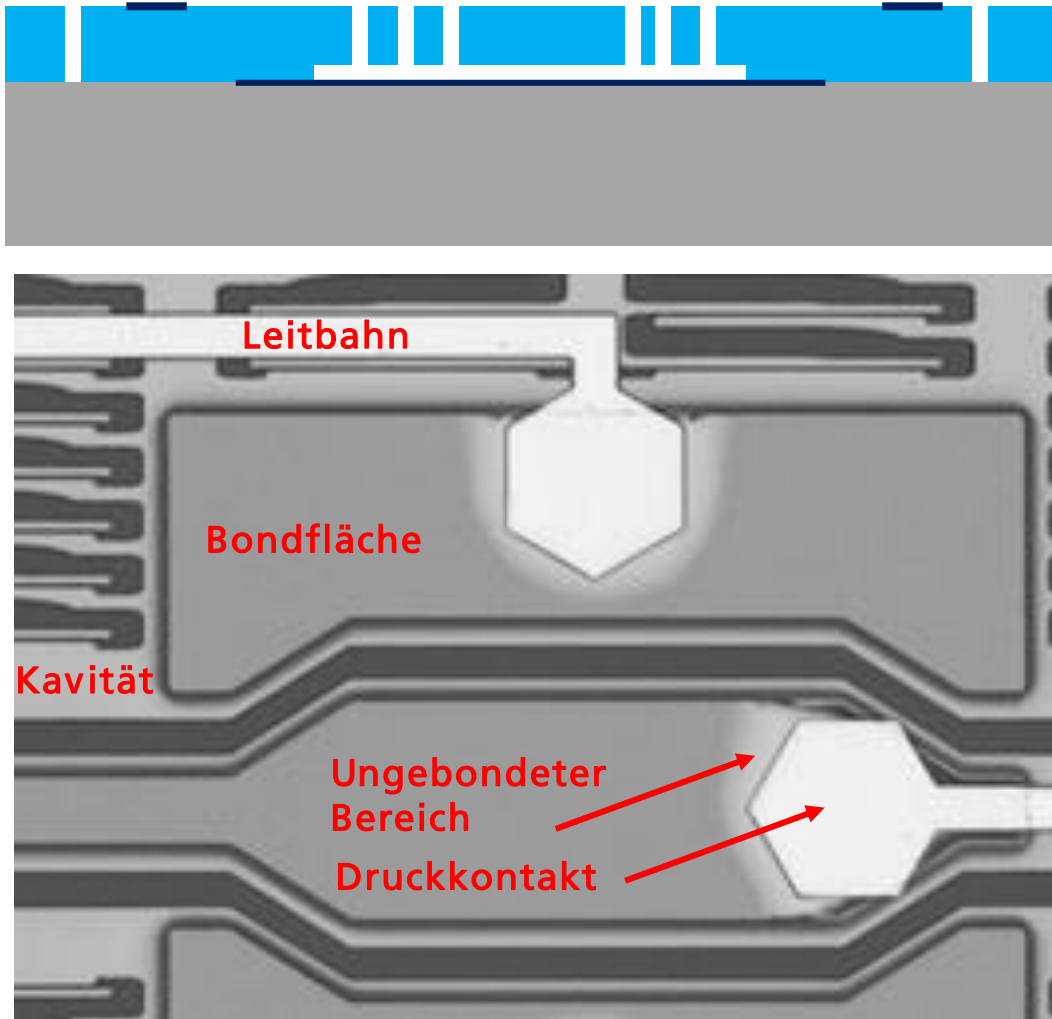 Leitbahn
Bondfläche
Kavität
Ungebondeter
Bereich
Druckkontakt